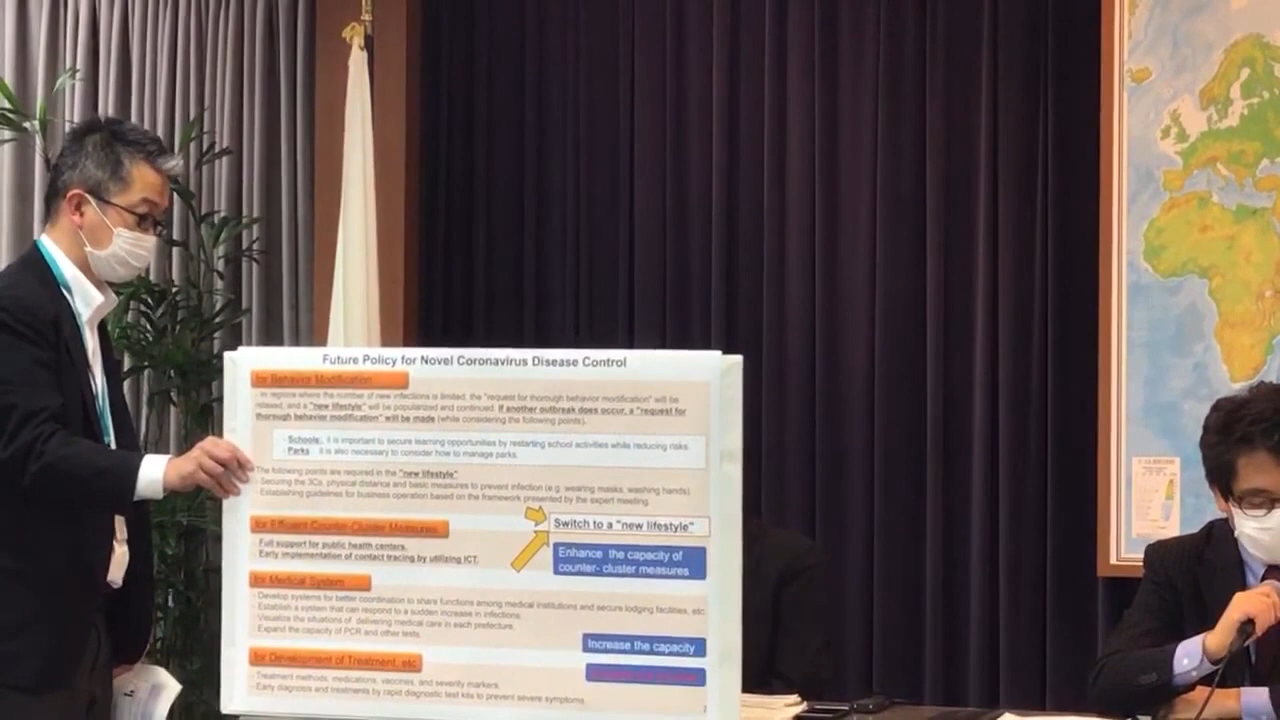 Future Policy for Novel Coronavirus Disease Control
for Behavior Modification
- In regions where the number of new infections is limited, the "request for thorough behavior modification" will be
relaxed, and a "new lifestyle" will be popularized and continued. If another outbreak does occur, a "request for
thorough behavior modification" will be made (while considering the following points).
- Schools: it is important to secure learning opportunities by restarting school activities while reducing risks.
- Parks: it is also necessary to consider how to manage parks.
The following points are required in the "new lifestyle"
- Securing the 3Cs, physical distance and basic measures to prevent infection (e.g. wearing masks, washing hands)
- Establishing guidelines for business operation based on the framework presented by the expert meeting.
for Efficient Counter-Cluster Measures
Switch to a "new lifestyle"
- Full support for public health centers.
- Early implementation of contact tracing by utilizing ICT.
Enhance the capacity of
counter- cluster measures
for Medical System
- Develop systems for better coordination to share functions among medical institutions and secure lodging facilities, etc.
- Establish a system that can respond to a sudden increase in infections.
- Visualize the situations of delivering medical care in each prefecture.
- Expand the capacity of PCR and other tests.
Increase the capacity
for Development of Treatment, etc.
- Treatment methods, medications, vaccines, and severity markers.
- Early diagnosis and treatments by rapid diagnostic test kits to prevent severe symptoms.
2